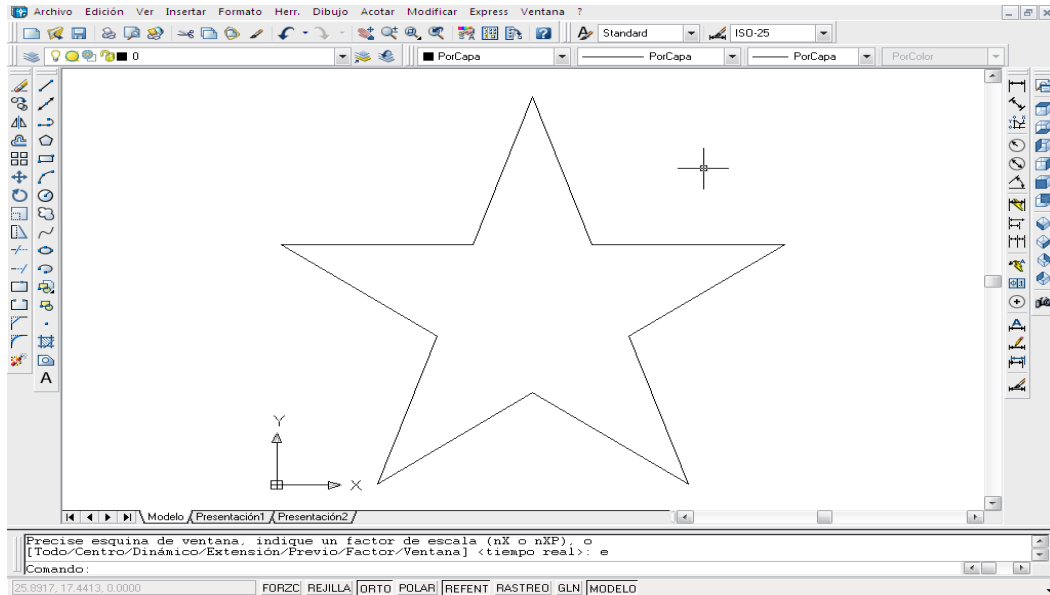 Archivo Edición Ver Insertar Formato Herr. Dibujo Acotar Modificar Express Ventana ?
Standard ISO-25
0 PorCapa PorCapa PorCapa PorColor
A
Y
X
Modelo Presentación1 Presentación2
Precise esquina de ventana, indique un factor de escala (nX o nXP), o
[Todo/Centro/Dinámico/Extensión/Previo/Factor/Ventana] <tiempo real>: e
Comando:
25.8917, 17.4413, 0.0000 FORZC REJILLA ORTO POLAR REFENT RASTREO GLN MODELO